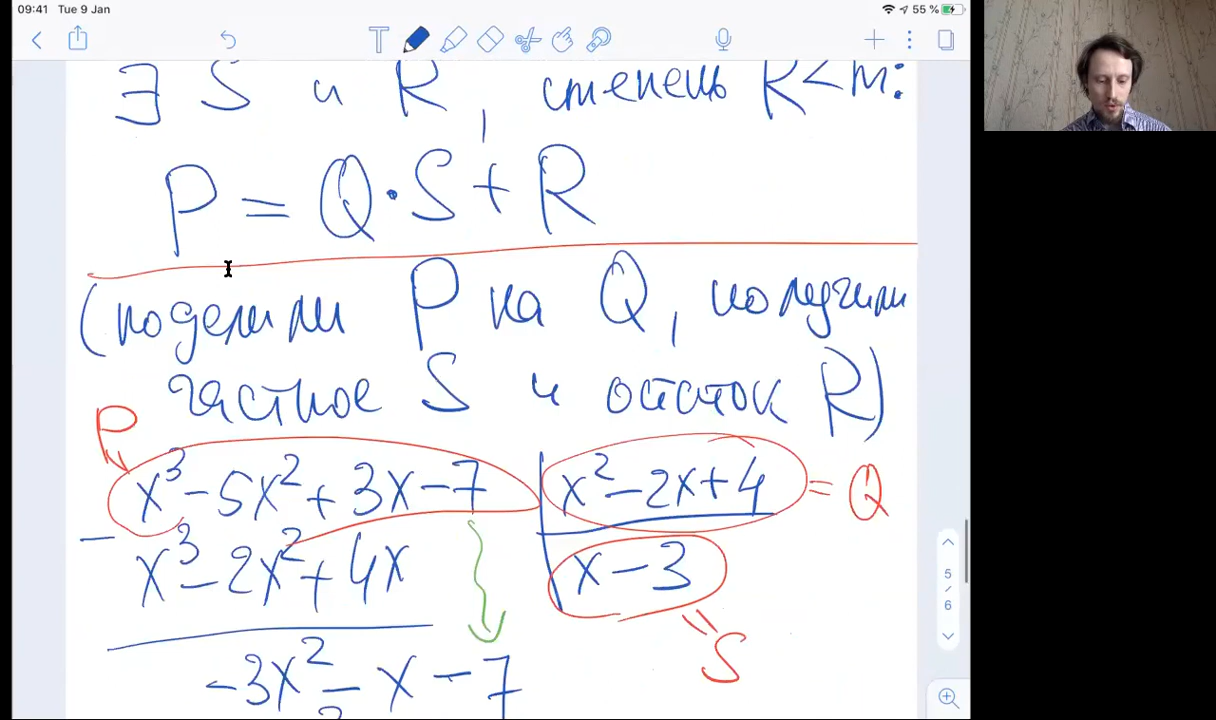 09:41 Tue 9 Jan 55 %
∃ S и R, степень R < m:
P = Q·S + R
(поделили P на Q, получили
частное S и остаток R)
P
x³ - 5x² + 3x - 7 x² - 2x + 4 = Q
- x³ - 2x² + 4x x - 3
= S
-3x² - x - 7
5
/
6